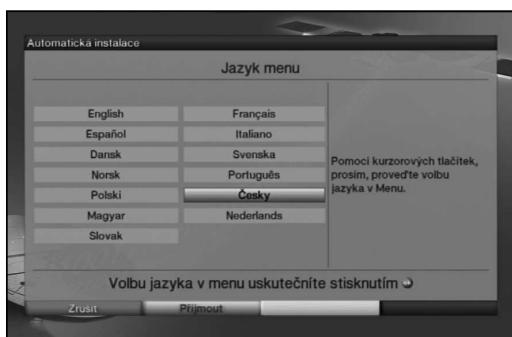 Automatická instalace
Jazyk menu
English Français
Español Italiano
Dansk Svenska
Norsk Português
Polski Česky
Magyar Nederlands
Slovak
Pomocí kurzorových tlačítek,
prosím, proveďte volbu
jazyka v Menu.
Volbu jazyka v menu uskutečníte stisknutím
Zrušit Přijmout